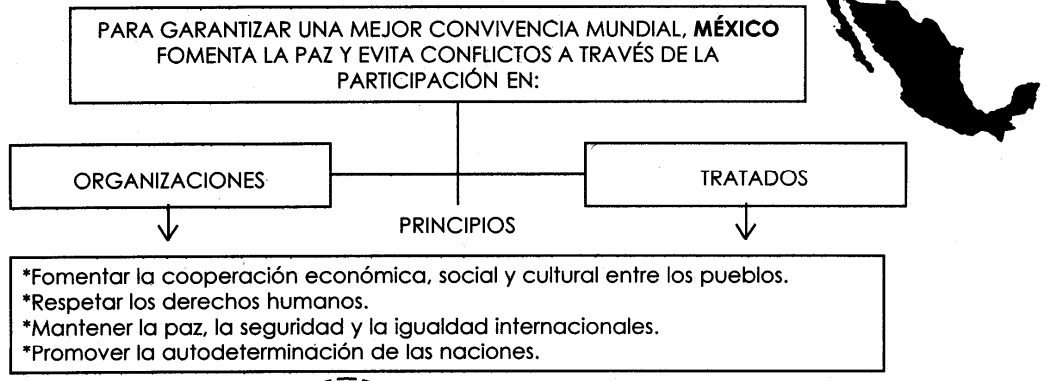 PARA GARANTIZAR UNA MEJOR CONVIVENCIA MUNDIAL, MÉXICO
FOMENTA LA PAZ Y EVITA CONFLICTOS A TRAVÉS DE LA
PARTICIPACIÓN EN:
ORGANIZACIONES
TRATADOS
PRINCIPIOS
*Fomentar la cooperación económica, social y cultural entre los pueblos.
*Respetar los derechos humanos.
*Mantener la paz, la seguridad y la igualdad internacionales.
*Promover la autodeterminación de las naciones.